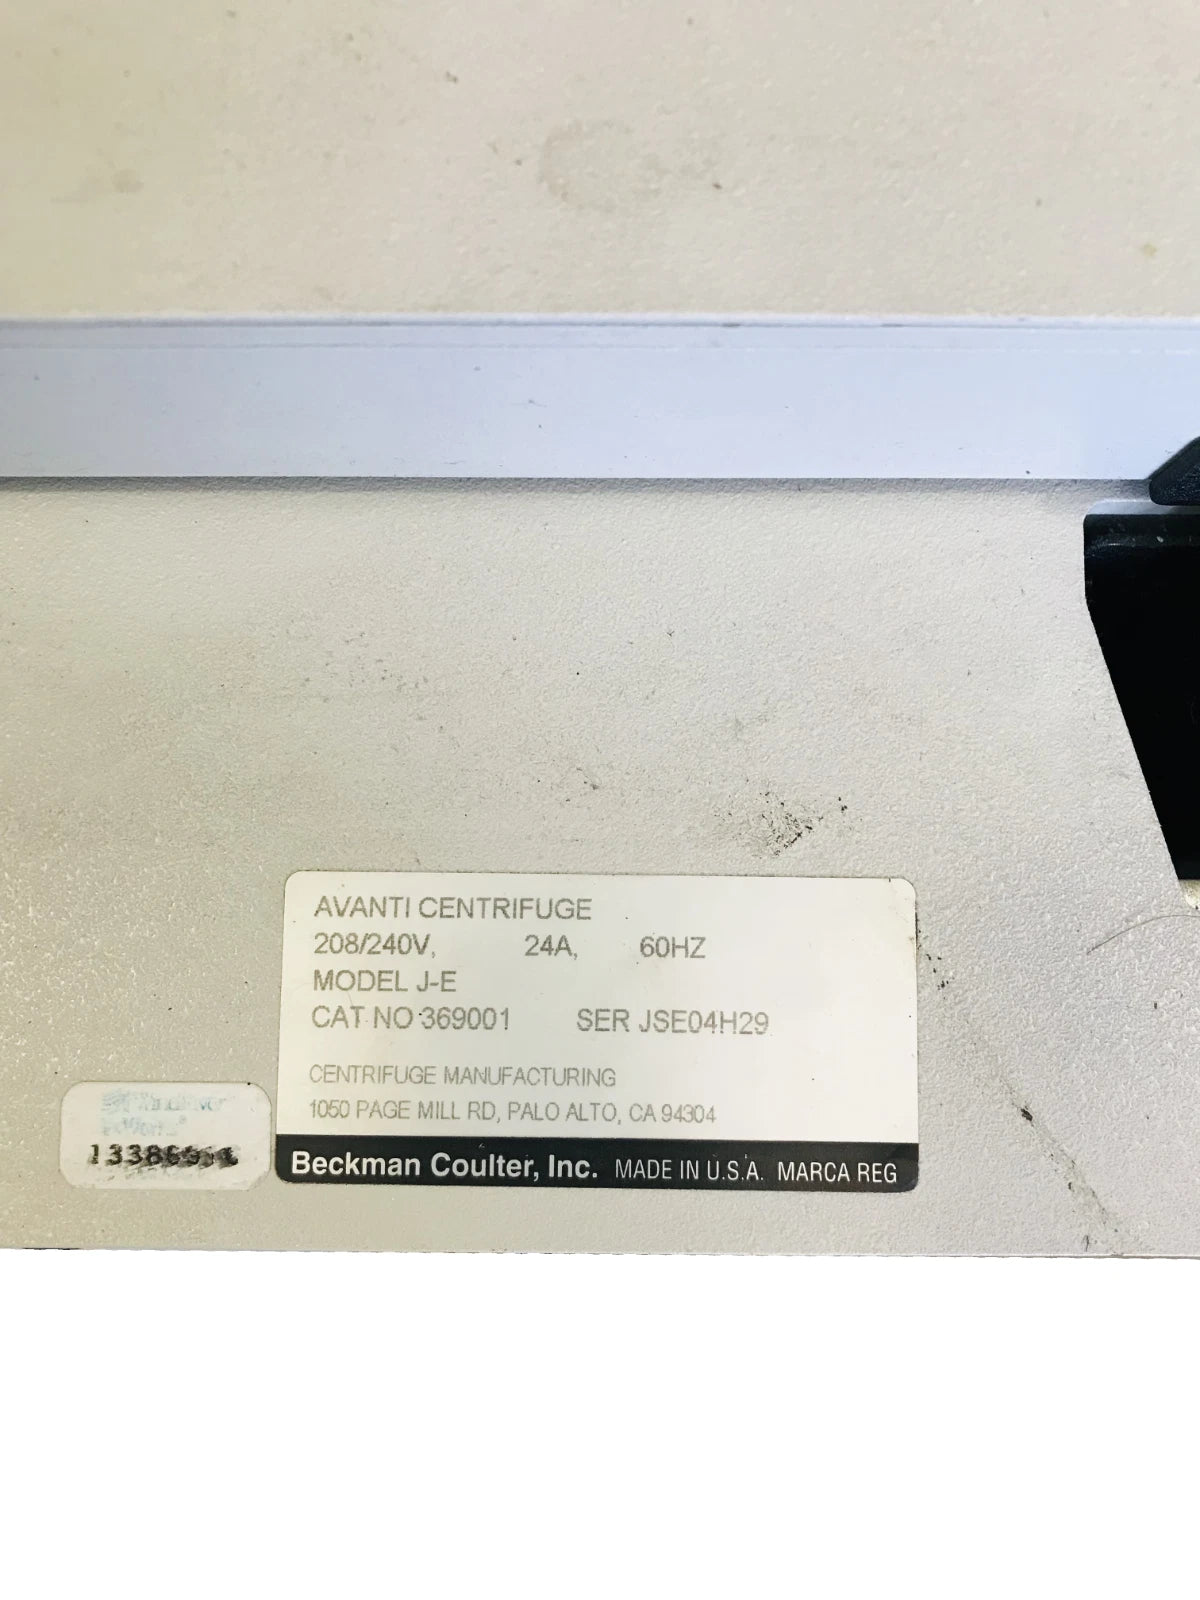 AVANTI CENTRIFUGE
208/240V, 24A, 60HZ
MODEL J-E
CAT NO 369001 SER JSE04H29
CENTRIFUGE MANUFACTURING
1050 PAGE MILL RD, PALO ALTO, CA 94304
Beckman Coulter, Inc. MADE IN U.S.A. MARCA REG